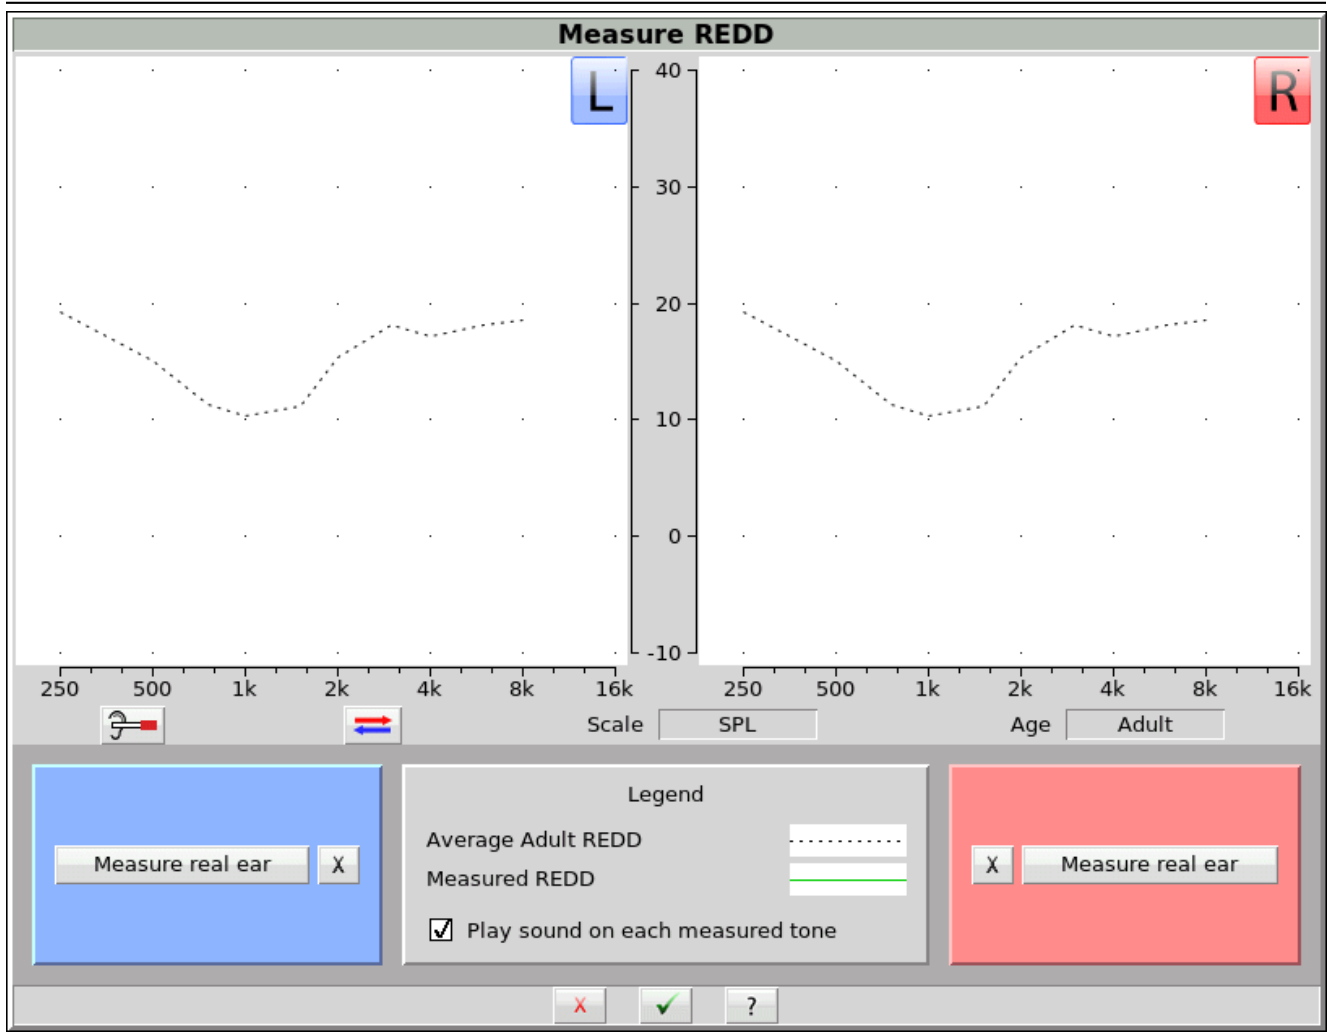 Measure REDD
L
R
40
30
20
10
0
-10
250 500 1k 2k 4k 8k 16k
250 500 1k 2k 4k 8k 16k
Scale SPL
Age Adult
Measure real ear X
Legend
Average Adult REDD
Measured REDD
Play sound on each measured tone
X Measure real ear
X ?